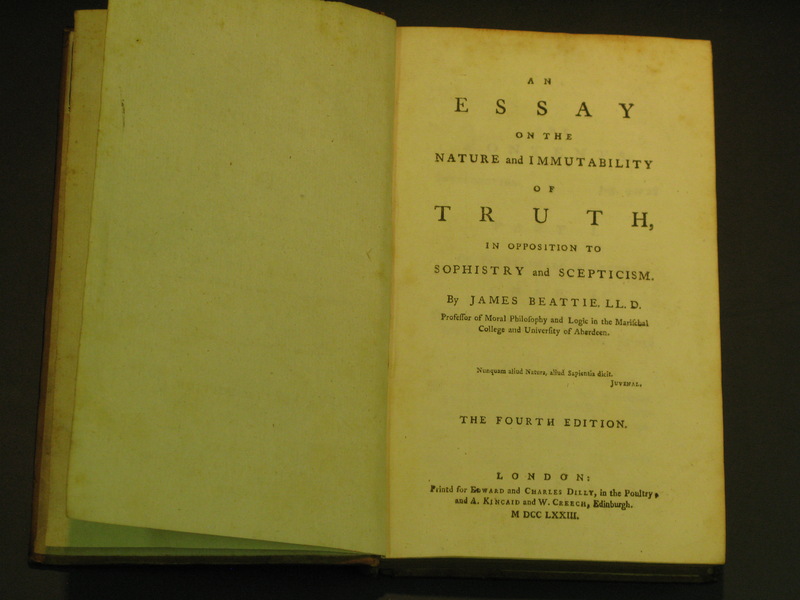 AN
ESSAY
ON THE
NATURE and IMMUTABILITY
OF
TRUTH,
IN OPPOSITION TO
SOPHISTRY and SCEPTICISM.
By JAMES BEATTIE. LL. D.
Profeſſor of Moral Philoſophy and Logic in the Mariſchal
College and Univerſity of Aberdeen.
Nunquam aliud Natura, aliud Sapientia dicit.
JUVENAL.
THE FOURTH EDITION.
LONDON:
Printd for EDWARD and CHARLES DILLY, in the Poultry,
and A. KINCAID and W. CREECH, Edinburgh.
M DCC LXXIII.